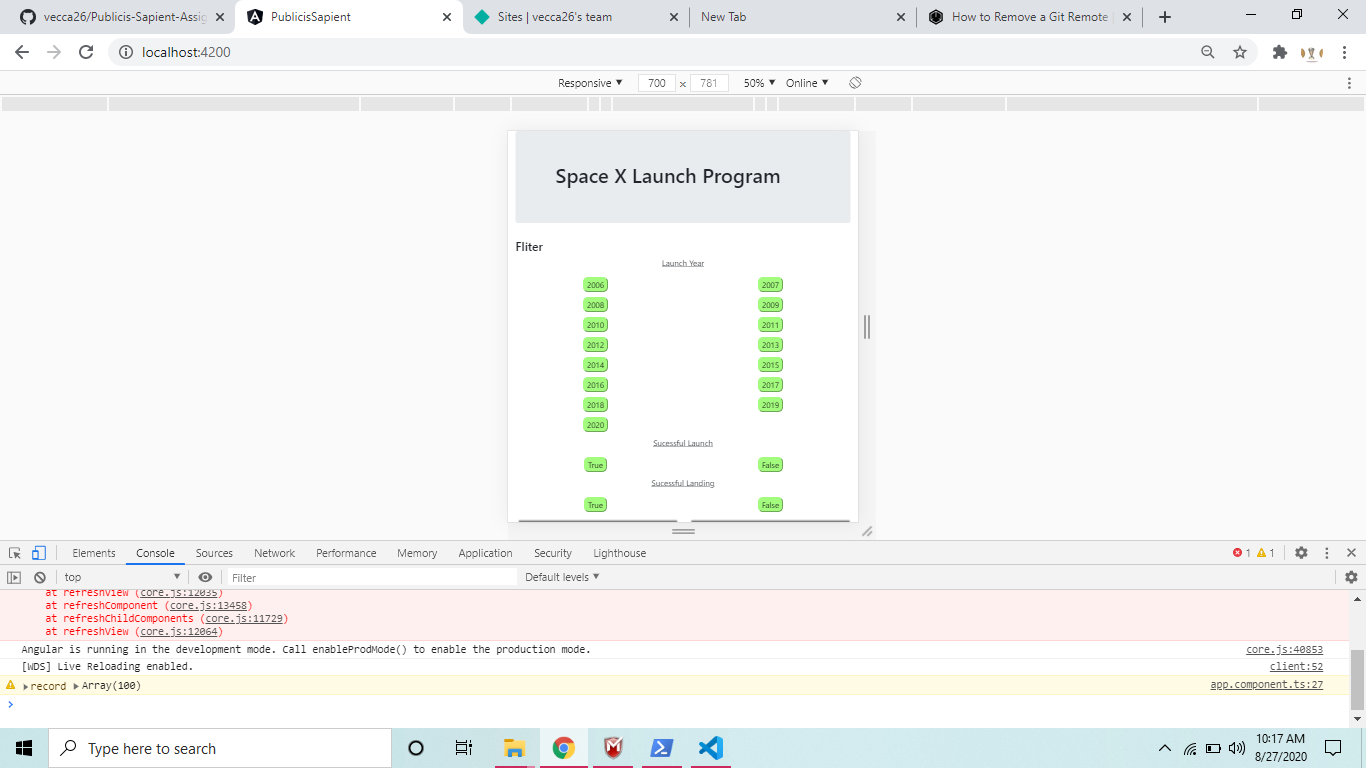 vecca26/Publicis-Sapient-Assig
PublicisSapient
Sites | vecca26's team
New Tab
How to Remove a Git Remote
localhost:4200
Responsive ▼ 700 × 781 50% ▼ Online ▼
Space X Launch Program
Fliter
Launch Year
2006 2007
2008 2009
2010 2011
2012 2013
2014 2015
2016 2017
2018 2019
2020
Sucessful Launch
True False
Sucessful Landing
True False
Elements Console Sources Network Performance Memory Application Security Lighthouse 1 1
top ▼ Filter Default levels ▼
at refreshView (core.js:12035)
at refreshComponent (core.js:13458)
at refreshChildComponents (core.js:11729)
at refreshView (core.js:12064)
Angular is running in the development mode. Call enableProdMode() to enable the production mode. core.js:40853
[WDS] Live Reloading enabled. client:52
▶record ▶Array(100) app.component.ts:27
>
Type here to search
10:17 AM
8/27/2020